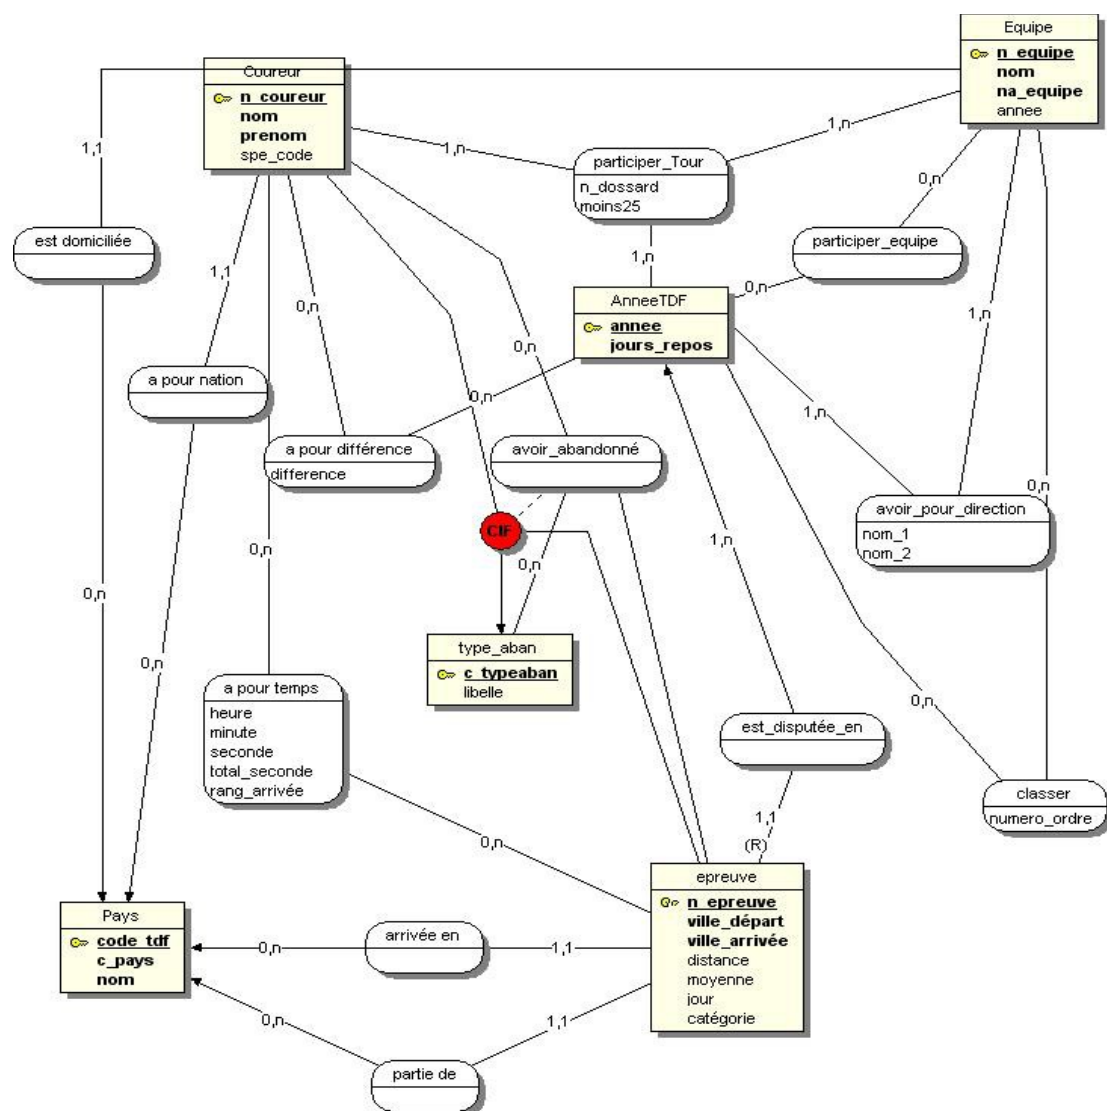 Equipe
n_equipe
nom
na_equipe
annee
Coureur
n_coureur
nom
prenom
spe_code
1,1
1,n
1,n
participer_Tour
n_dossard
moins25
0,n
est domiciliée
participer_equipe
1,1
1,n
0,n
0,n
AnneeTDF
annee
jours_repos
1,n
0,n
a pour nation
0,n
1,n
a pour différence
difference
avoir_abandonné
0,n
avoir_pour_direction
nom_1
nom_2
CIF
1,n
0,n
0,n
0,n
type_aban
c_typeaban
libelle
0,n
a pour temps
heure
minute
seconde
total_seconde
rang_arrivée
0,n
est_disputée_en
classer
numero_ordre
1,1
(R)
0,n
epreuve
n_epreuve
ville_départ
ville_arrivée
distance
moyenne
jour
catégorie
Pays
code_tdf
c_pays
nom
arrivée en
0,n
1,1
0,n
1,1
partie de